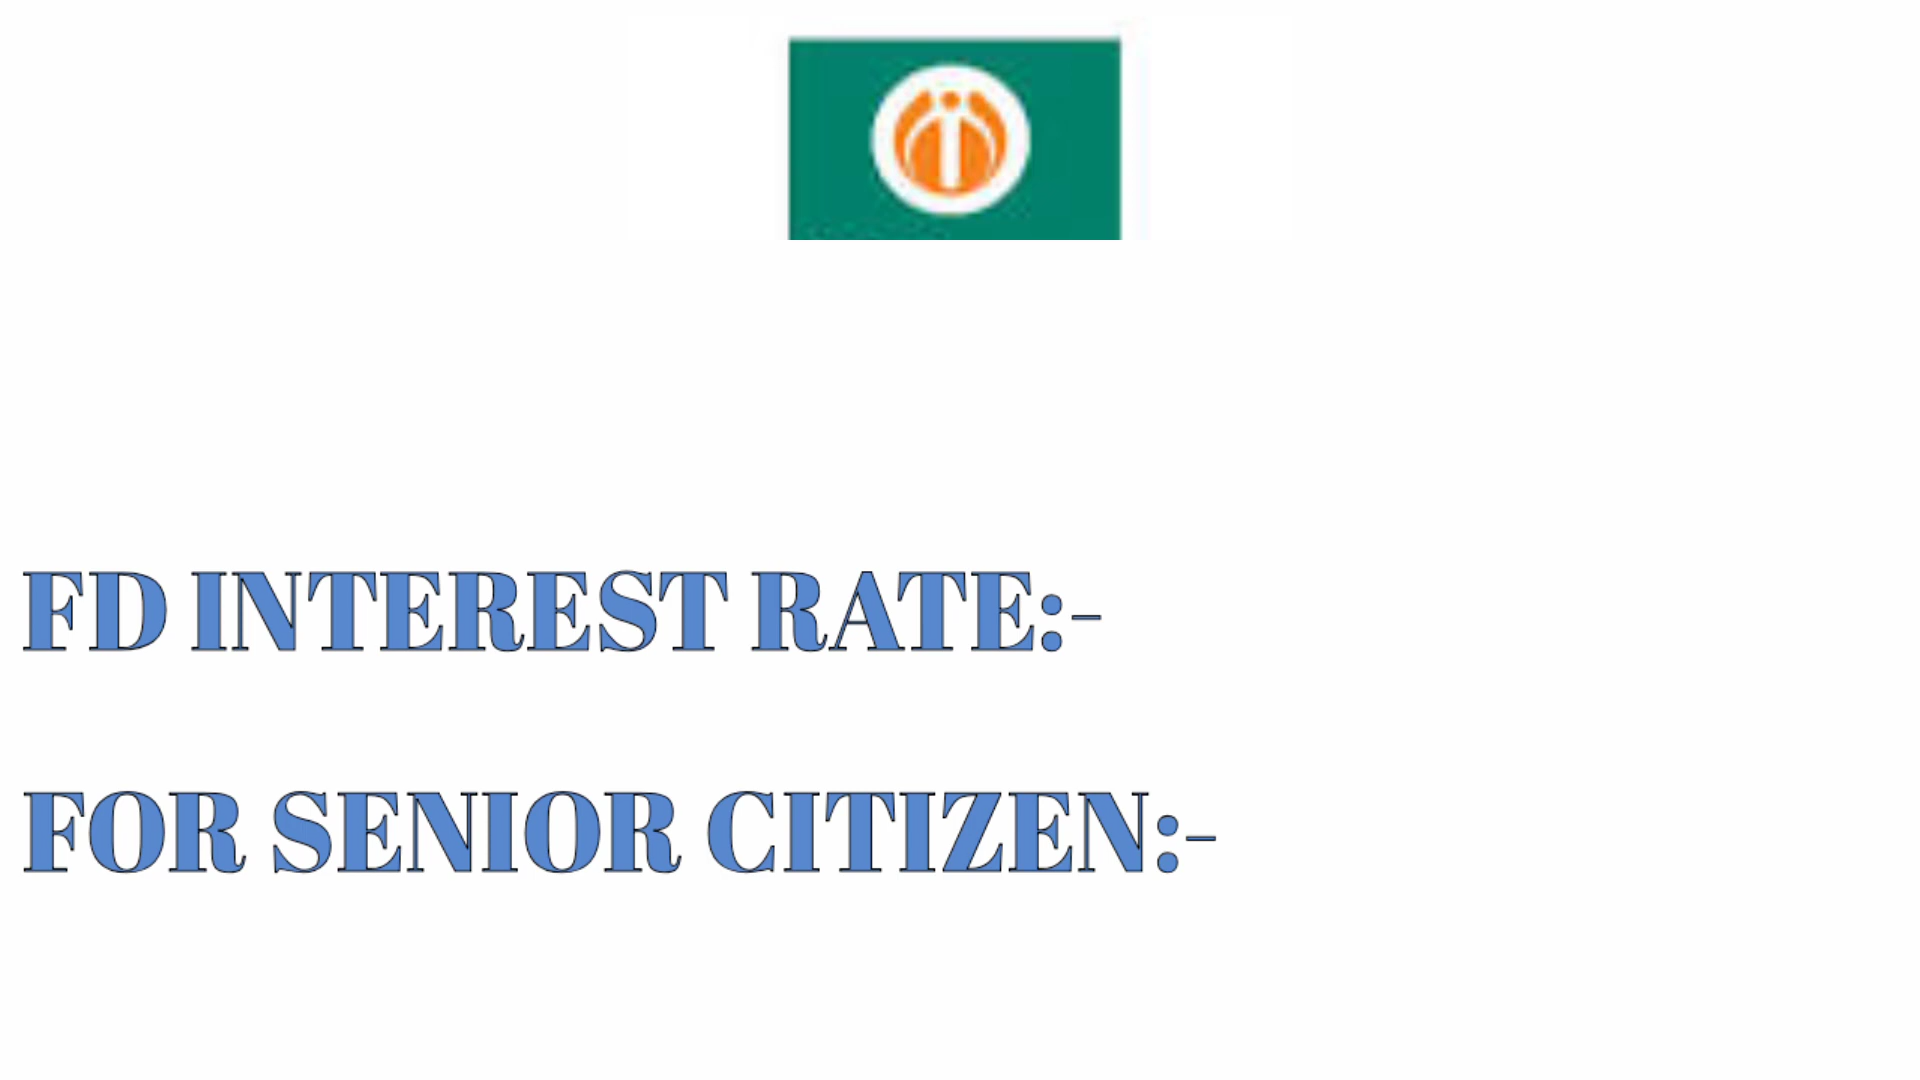 FD INTEREST RATE:-
FOR SENIOR CITIZEN:-